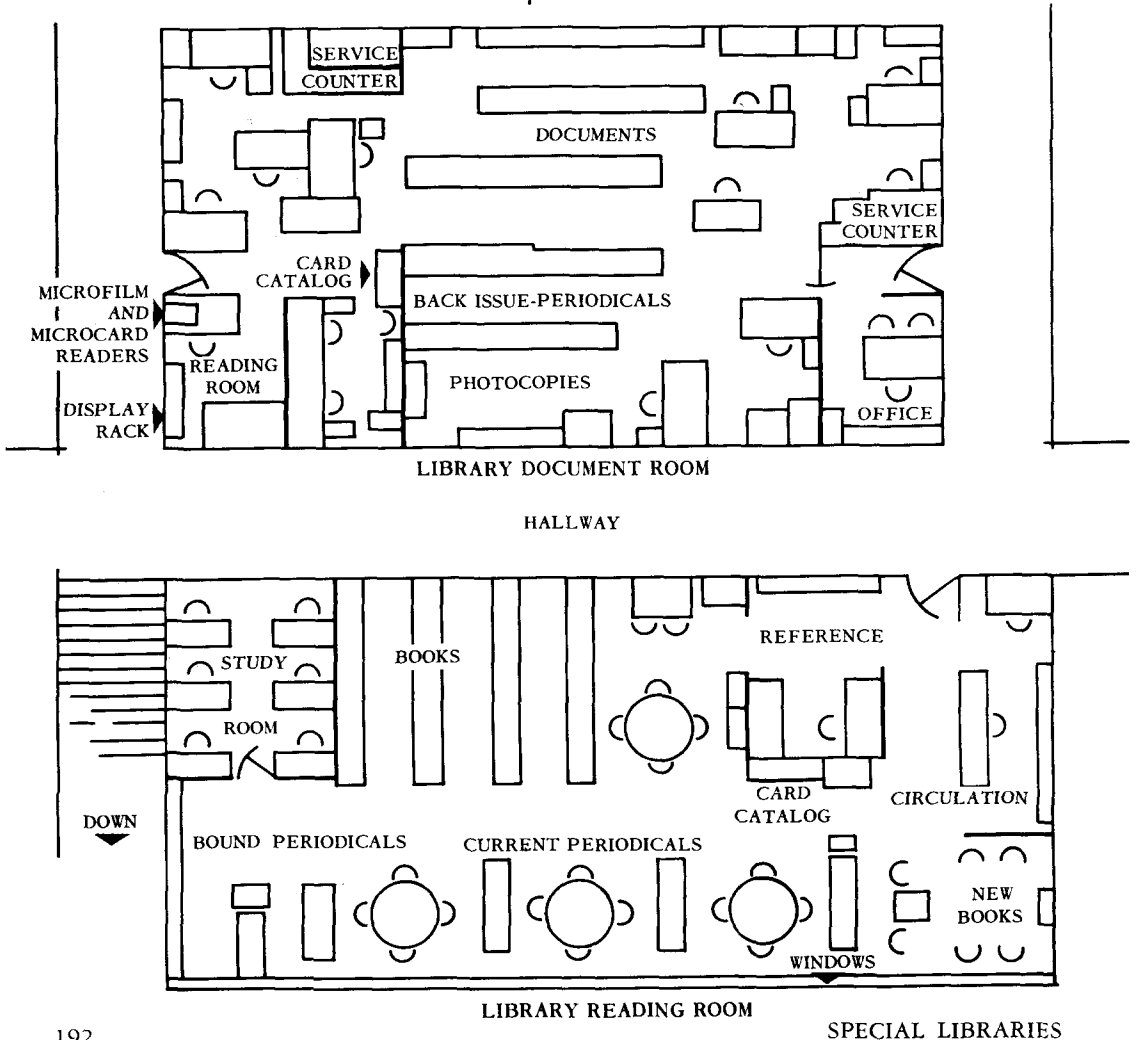 SERVICE
COUNTER
DOCUMENTS
SERVICE
COUNTER
CARD
CATALOG
MICROFILM
AND
MICROCARD
READERS
BACK ISSUE-PERIODICALS
READING
ROOM
PHOTOCOPIES
DISPLAY
RACK
OFFICE
LIBRARY DOCUMENT ROOM
HALLWAY
REFERENCE
STUDY
BOOKS
ROOM
CARD
CATALOG
CIRCULATION
DOWN
BOUND PERIODICALS
CURRENT PERIODICALS
NEW
BOOKS
WINDOWS
LIBRARY READING ROOM
192
SPECIAL LIBRARIES